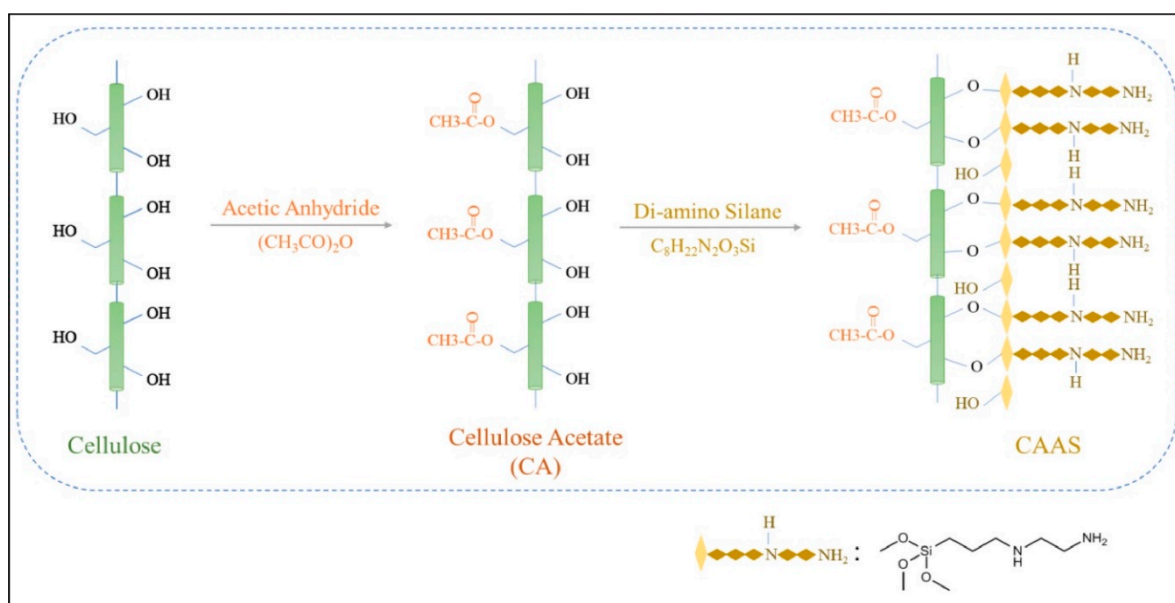 OH
HO
OH
OH
HO
OH
OH
HO
OH
Cellulose
Acetic Anhydride
(CH₃CO)₂O
O
CH3-C-O
OH
OH
O
CH3-C-O
OH
OH
O
CH3-C-O
OH
OH
Cellulose Acetate
(CA)
Di-amino Silane
C₈H₂₂N₂O₃Si
O
CH3-C-O
O
H
N
NH₂
O
N
H
NH₂
HO
O
CH3-C-O
O
H
N
NH₂
O
N
H
NH₂
HO
O
CH3-C-O
O
H
N
NH₂
O
N
H
NH₂
HO
CAAS
H
N
NH₂
:
O
Si
O
O
N
H
NH₂